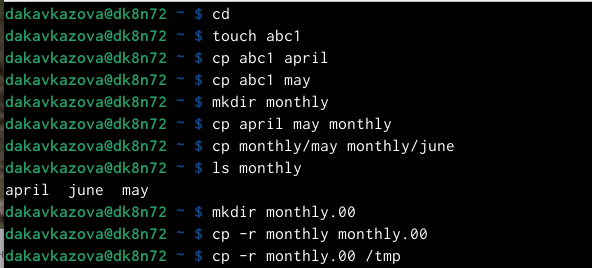 dakavkazova@dk8n72 ~ $ cd
dakavkazova@dk8n72 ~ $ touch abc1
dakavkazova@dk8n72 ~ $ cp abc1 april
dakavkazova@dk8n72 ~ $ cp abc1 may
dakavkazova@dk8n72 ~ $ mkdir monthly
dakavkazova@dk8n72 ~ $ cp april may monthly
dakavkazova@dk8n72 ~ $ cp monthly/may monthly/june
dakavkazova@dk8n72 ~ $ ls monthly
april  june  may
dakavkazova@dk8n72 ~ $ mkdir monthly.00
dakavkazova@dk8n72 ~ $ cp -r monthly monthly.00
dakavkazova@dk8n72 ~ $ cp -r monthly.00 /tmp